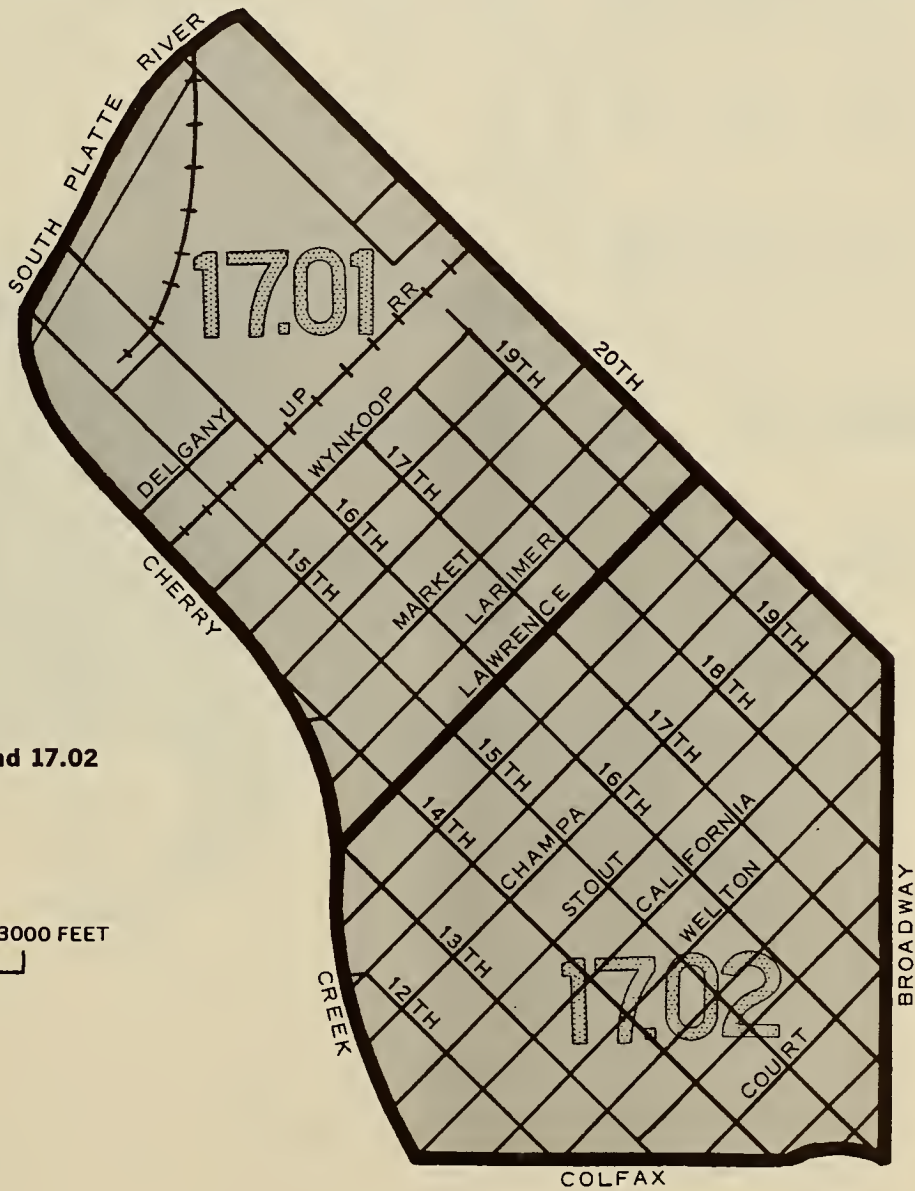 SOUTH PLATTE RIVER
17.01
UP RR
19TH
20TH
DELGANY
WYNKOOP
17TH
16TH
15TH
MARKET
LARIMER
LAWRENCE
CHERRY
19TH
18TH
17TH
16TH
15TH
14TH
nd 17.02
CHAMPA
STOUT
CALIFORNIA
WELTON
3000 FEET
13TH
12TH
17.02
CREEK
COURT
BROADWAY
COLFAX